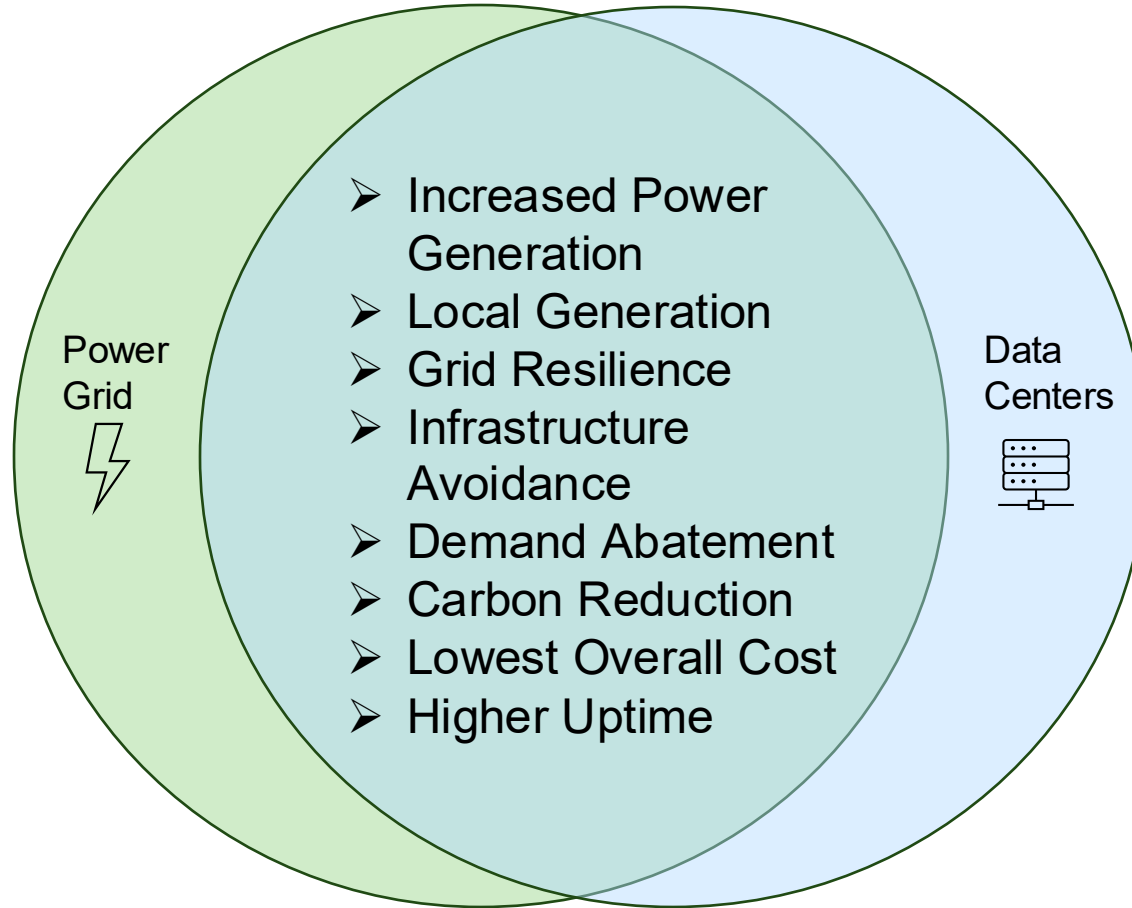 Power
Grid
➢ Increased Power
Generation
➢ Local Generation
➢ Grid Resilience
➢ Infrastructure
Avoidance
➢ Demand Abatement
➢ Carbon Reduction
➢ Lowest Overall Cost
➢ Higher Uptime
Data
Centers